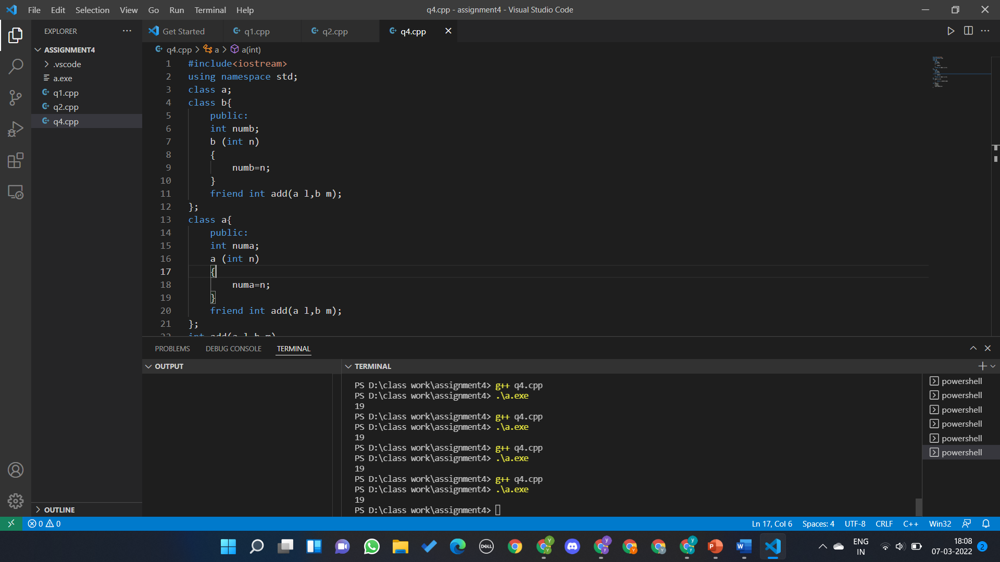 File Edit Selection View Go Run Terminal Help
q4.cpp - assignment4 - Visual Studio Code
EXPLORER
Get Started
q1.cpp
q2.cpp
q4.cpp
ASSIGNMENT4
.vscode
a.exe
q1.cpp
q2.cpp
q4.cpp
OUTLINE
q4.cpp > a > a(int)
1 #include<iostream>
2 using namespace std;
3 class a;
4 class b{
5 public:
6 int numb;
7 b (int n)
8 {
9 numb=n;
10 }
11 friend int add(a l,b m);
12 };
13 class a{
14 public:
15 int numa;
16 a (int n)
17 {
18 numa=n;
19 }
20 friend int add(a l,b m);
21 };
22 int add(a l,b m)
PROBLEMS DEBUG CONSOLE TERMINAL
OUTPUT
TERMINAL
PS D:\class work\assignment4> g++ q4.cpp
PS D:\class work\assignment4> .\a.exe
19
PS D:\class work\assignment4> g++ q4.cpp
PS D:\class work\assignment4> .\a.exe
19
PS D:\class work\assignment4> g++ q4.cpp
PS D:\class work\assignment4> .\a.exe
19
PS D:\class work\assignment4> g++ q4.cpp
PS D:\class work\assignment4> .\a.exe
19
PS D:\class work\assignment4>
powershell
powershell
powershell
powershell
powershell
powershell
0 0
Ln 17, Col 6 Spaces: 4 UTF-8 CRLF C++ Win32
DELL
ENG
IN
18:08
07-03-2022
2